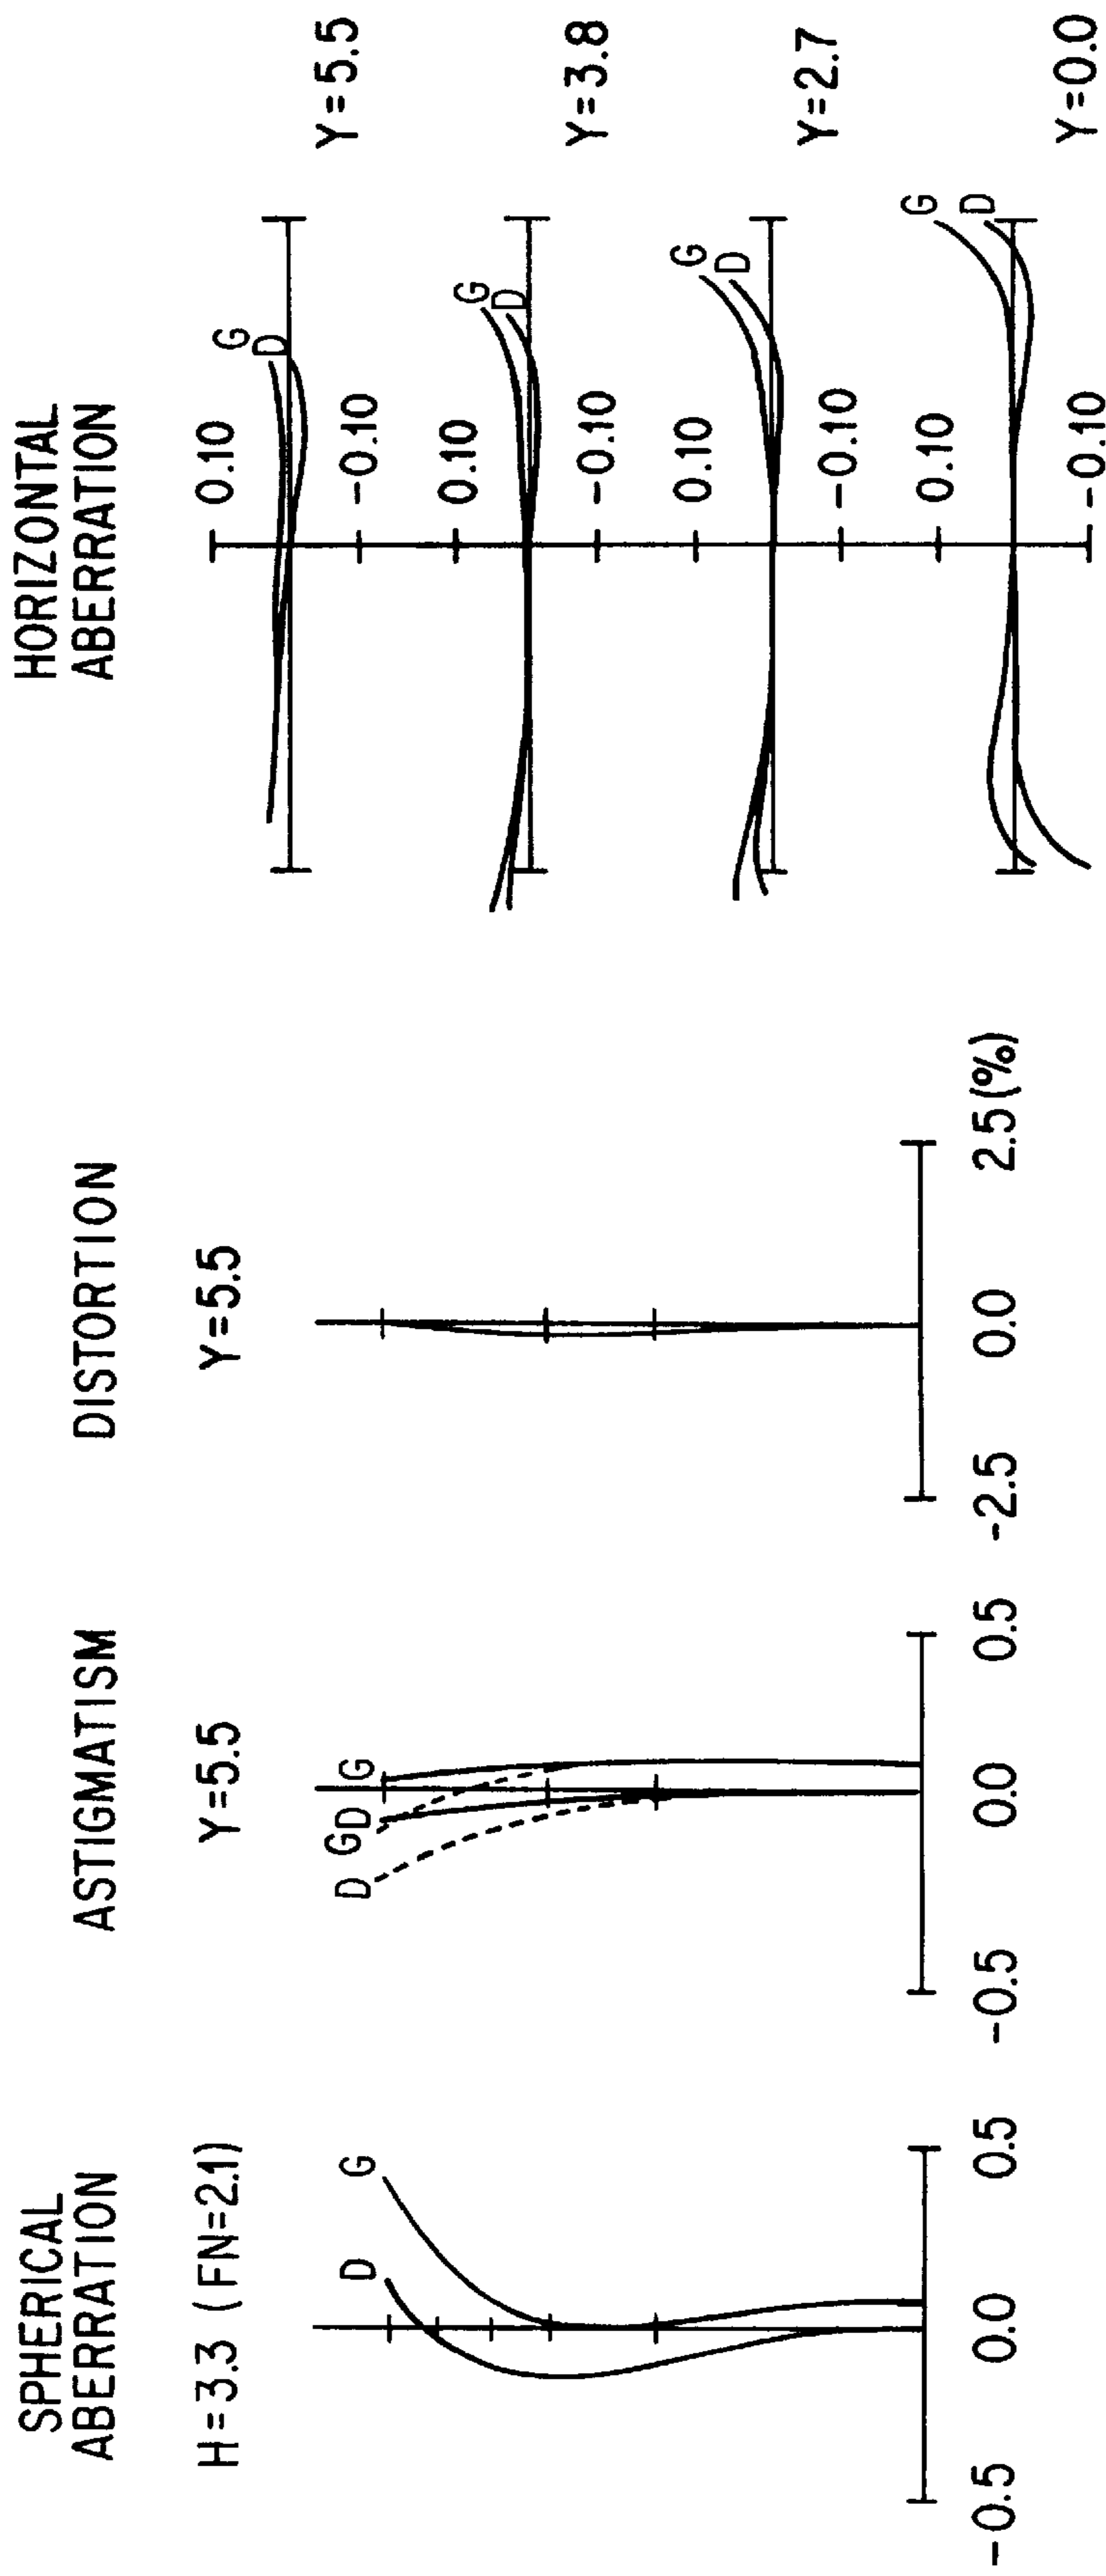 SPHERICAL
ABERRATION
H=3.3 (FN=2.1)
D
G
-0.5
0.0
0.5
ASTIGMATISM
Y=5.5
D
G
D
G
-0.5
0.0
0.5
DISTORTION
Y=5.5
-2.5
0.0
2.5(%)
HORIZONTAL
ABERRATION
0.10
G
D
-0.10
Y=5.5
0.10
G
D
-0.10
Y=3.8
0.10
G
D
-0.10
Y=2.7
0.10
G
D
-0.10
Y=0.0